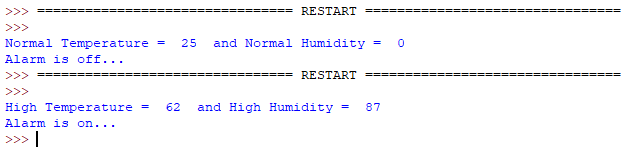 >>> ================================ RESTART ================================
>>>
Normal Temperature =  25  and Normal Humidity =  0
Alarm is off...
>>> ================================ RESTART ================================
>>>
High Temperature =  62  and High Humidity =  87
Alarm is on...
>>>